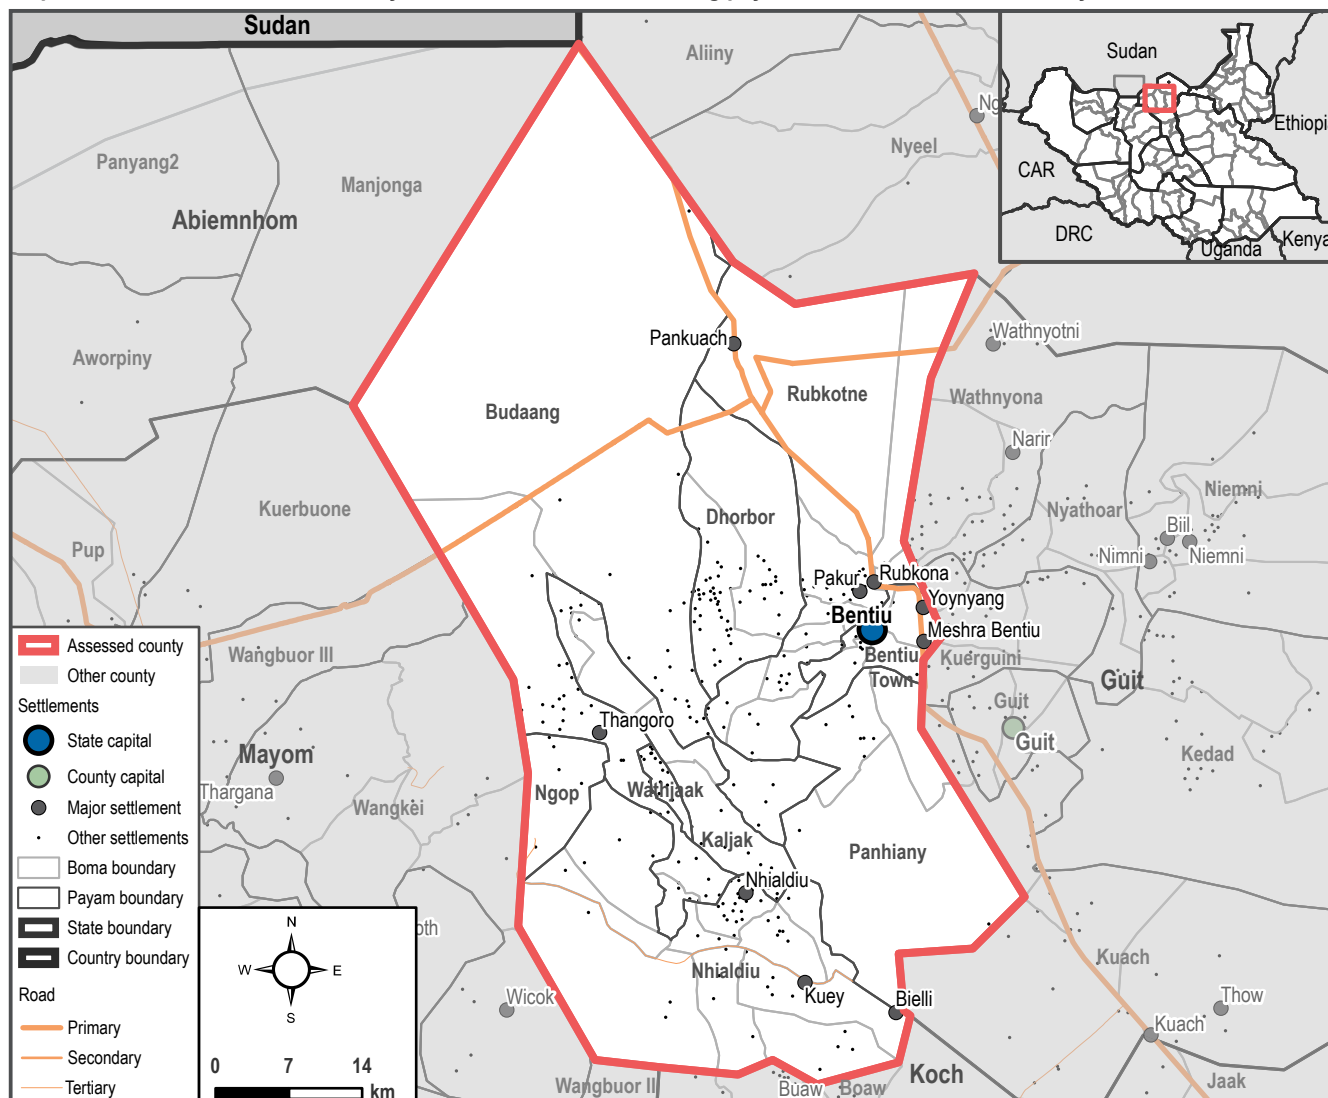 Sudan
Aliiny
Ng
Nyeel
Panyang2
Manjonga
Abiemnhom
Sudan
Ethiopia
CAR
DRC
Uganda
Kenya
Pankuach
Wathnyotni
Aworpiny
Budaang
Rubkotne
Wathnyona
Narir
Kuerbuone
Dhorbor
Nyathoar
Niemni
Pup
Biil
Nimni
Niemni
Pakur
Rubkona
Yoynyang
Bentiu
Meshra Bentiu
Bentiu
Town
Kuerguini
Wangbuor III
Guit
Guit
Guit
Thangoro
Mayom
Kedad
Thargana
Wangkei
Ngop
Wathjaak
Kaljak
Panhiany
Nhialdiu
oth
Nhialdiu
Kuey
Bielli
Kuach
Wicok
Thow
Kuach
Koch
Wangbuor II
Buaw
Boaw
Jaak
Assessed county
Other county
Settlements
State capital
County capital
Major settlement
Other settlements
Boma boundary
Payam boundary
State boundary
Country boundary
Road
Primary
Secondary
Tertiary
N
W
E
S
0
7
14
km